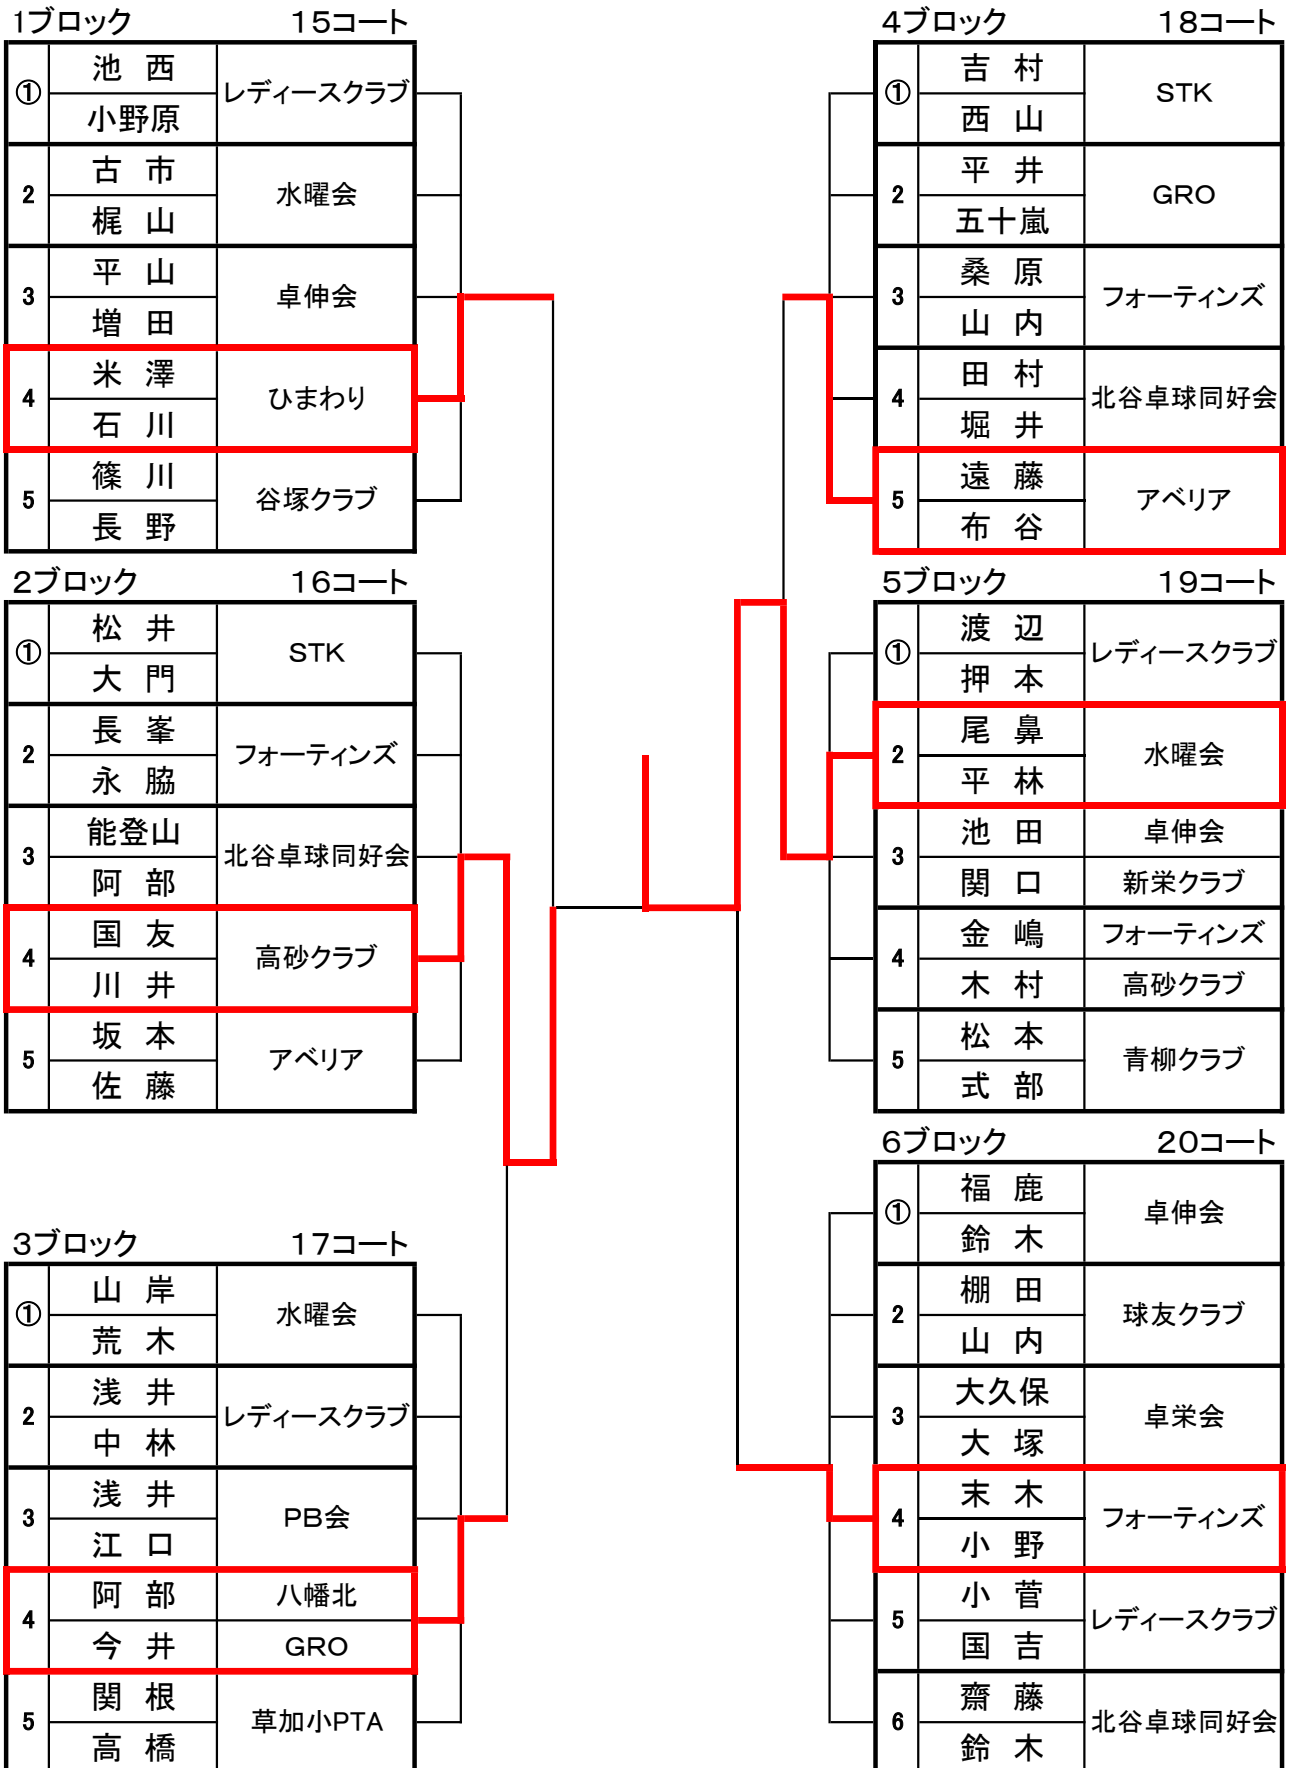 1ブロック 15コート
① 池 西 レディースクラブ
小野原
2 古 市 水曜会
梶 山
3 平 山 卓伸会
増 田
4 米 澤 ひまわり
石 川
5 篠 川 谷塚クラブ
長 野
2ブロック 16コート
① 松 井 STK
大 門
2 長 峯 フォーティンズ
永 脇
3 能登山 北谷卓球同好会
阿 部
4 国 友 高砂クラブ
川 井
5 坂 本 アベリア
佐 藤
3ブロック 17コート
① 山 岸 水曜会
荒 木
2 浅 井 レディースクラブ
中 林
3 浅 井 PB会
江 口
4 阿 部 八幡北
今 井 GRO
5 関 根 草加小PTA
高 橋
4ブロック 18コート
① 吉 村 STK
西 山
2 平 井 GRO
五十嵐
3 桑 原 フォーティンズ
山 内
4 田 村 北谷卓球同好会
堀 井
5 遠 藤 アベリア
布 谷
5ブロック 19コート
① 渡 辺 レディースクラブ
押 本
2 尾 鼻 水曜会
平 林
3 池 田 卓伸会
関 口 新栄クラブ
4 金 嶋 フォーティンズ
木 村 高砂クラブ
5 松 本 青柳クラブ
式 部
6ブロック 20コート
① 福 鹿 卓伸会
鈴 木
2 棚 田 球友クラブ
山 内
3 大久保 卓栄会
大 塚
4 末 木 フォーティンズ
小 野
5 小 菅 レディースクラブ
国 吉
6 齋 藤 北谷卓球同好会
鈴 木